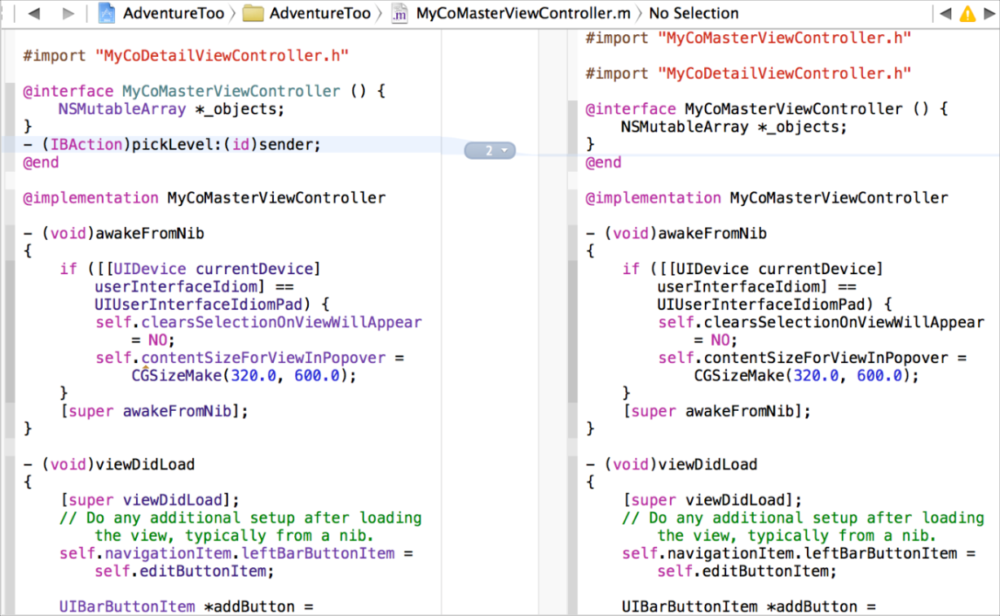 AdventureToo AdventureToo MyCoMasterViewController.m No Selection
#import "MyCoDetailViewController.h"
@interface MyCoMasterViewController () {
NSMutableArray *_objects;
}
- (IBAction)pickLevel:(id)sender;
@end
@implementation MyCoMasterViewController
- (void)awakeFromNib
{
if ([[UIDevice currentDevice]
userInterfaceIdiom] ==
UIUserInterfaceIdiomPad) {
self.clearsSelectionOnViewWillAppear
= NO;
self.contentSizeForViewInPopover =
CGSizeMake(320.0, 600.0);
}
[super awakeFromNib];
}
- (void)viewDidLoad
{
[super viewDidLoad];
// Do any additional setup after loading
the view, typically from a nib.
self.navigationItem.leftBarButtonItem =
self.editButtonItem;
UIBarButtonItem *addButton =
2
#import "MyCoMasterViewController.h"
#import "MyCoDetailViewController.h"
@interface MyCoMasterViewController () {
NSMutableArray *_objects;
}
@end
@implementation MyCoMasterViewController
- (void)awakeFromNib
{
if ([[UIDevice currentDevice]
userInterfaceIdiom] ==
UIUserInterfaceIdiomPad) {
self.clearsSelectionOnViewWillAppear
= NO;
self.contentSizeForViewInPopover =
CGSizeMake(320.0, 600.0);
}
[super awakeFromNib];
}
- (void)viewDidLoad
{
[super viewDidLoad];
// Do any additional setup after loading
the view, typically from a nib.
self.navigationItem.leftBarButtonItem =
self.editButtonItem;
UIBarButtonItem *addButton =